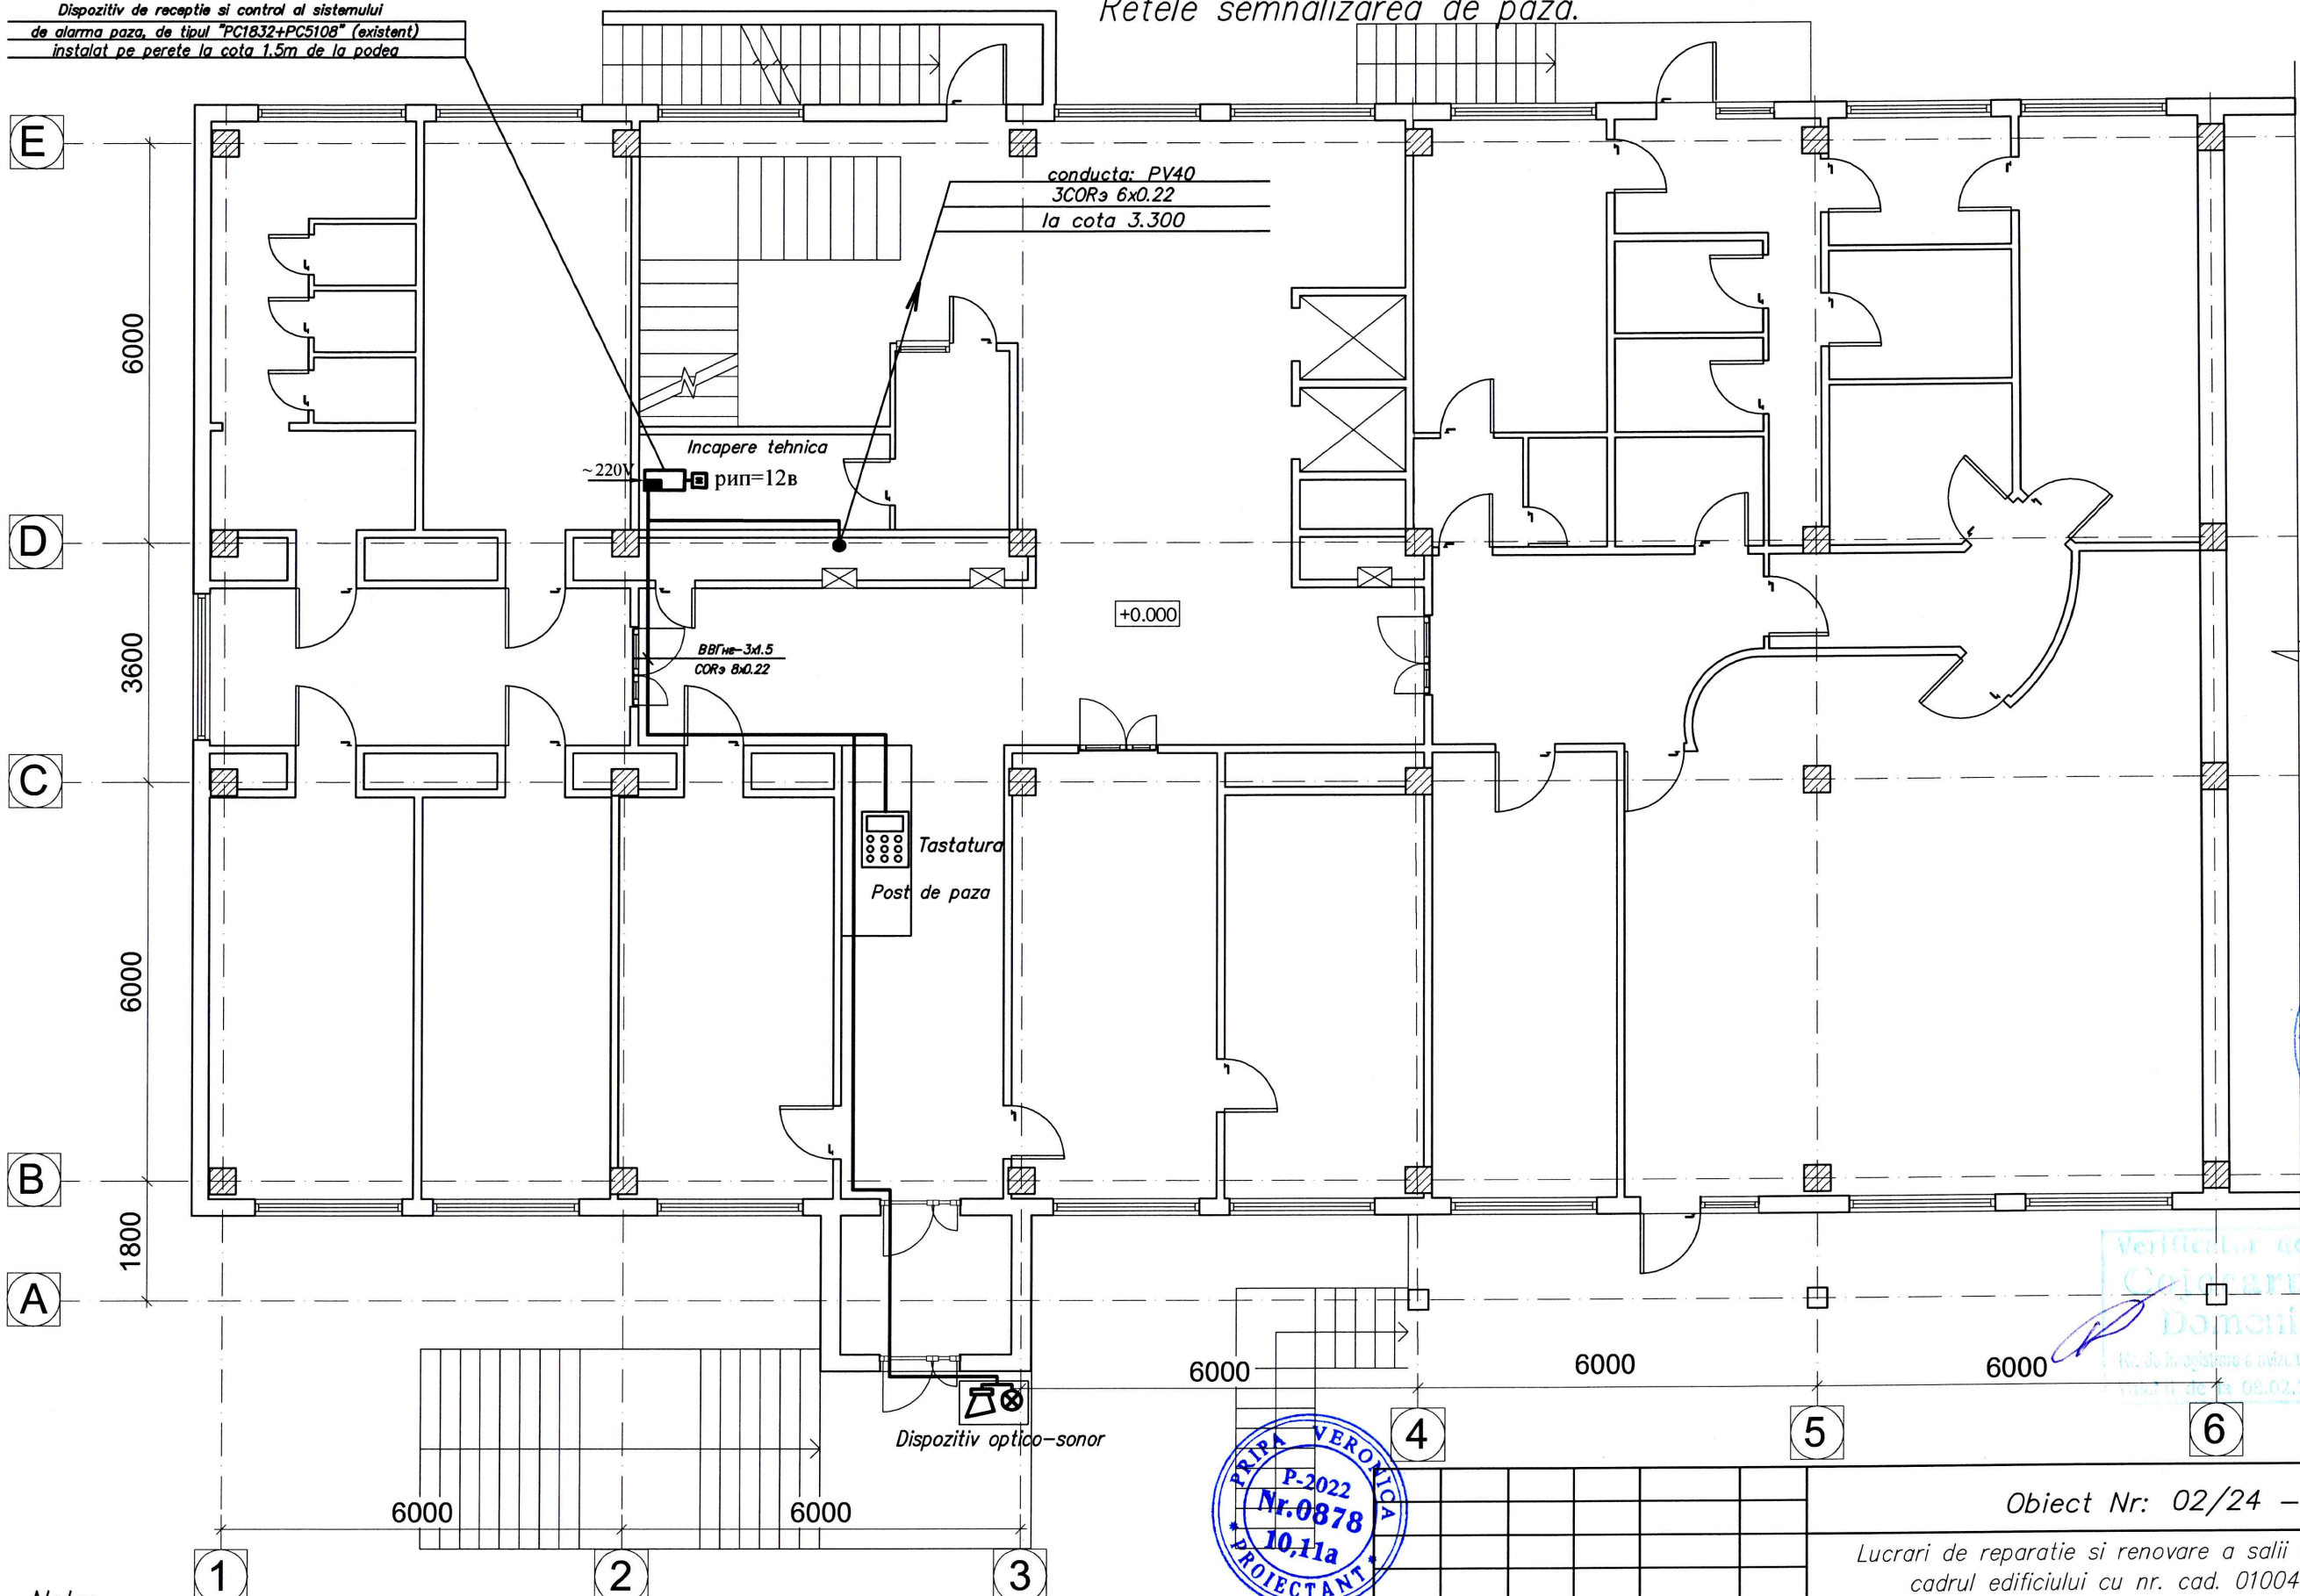 Retele semnalizarea de paza.
Dispozitiv de receptie si control al sistemului
de alarma paza, de tipul "PC1832+PC5108" (existent)
instalat pe perete la cota 1.5m de la podea
conducta: PV40
3CORэ 6x0.22
la cota 3.300
E
6000
Incapere tehnica
~220V
рип=12в
D
+0.000
3600
ВВГнг-3x1.5
CORэ 8x0.22
C
Tastatura
Post de paza
6000
B
1800
A
Verificator
Domeni
08.02.
6000
6000
6000
Dispozitiv optico-sonor
4
5
6
PRIPA VERONICA
P-2022
Nr.0878
10,11a
* PROIECTANT *
6000
6000
Obiect Nr: 02/24 –
Lucrari de reparatie si renovare a salii
cadrul edificiului cu nr. cad. 01004
1
2
3